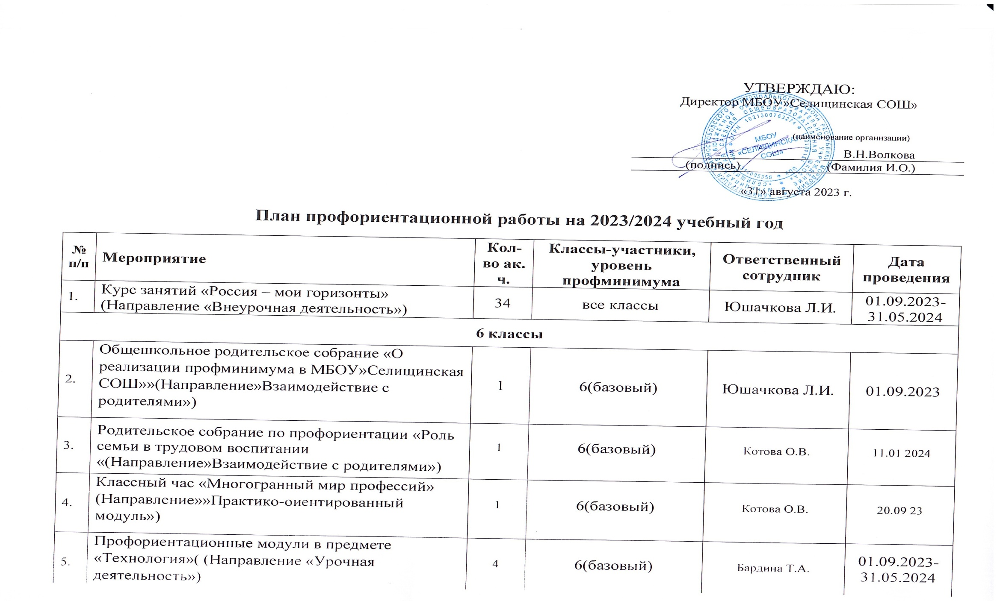 УТВЕРЖДАЮ:
Директор МБОУ»Селищинская СОШ»
(наименование организации)
В.Н.Волкова
(подпись) (Фамилия И.О.)
«31» августа 2023 г.
ОГРН 1021300763274
МБОУ
«СЕЛИЩИНСКАЯ
СОШ»
План профориентационной работы на 2023/2024 учебный год
№ п/п
Мероприятие
Кол-
во ак.
ч.
Классы-участники,
уровень
профминимума
Ответственный
сотрудник
Дата
проведения
1.
Курс занятий «Россия – мои горизонты»
(Направление «Внеурочная деятельность»)
34
все классы
Юшачкова Л.И.
01.09.2023-
31.05.2024
6 классы
2.
Общешкольное родительское собрание «О
реализации профминимума в МБОУ»Селищинская
СОШ»»(Направление»Взаимодействие с
родителями»)
1
6(базовый)
Юшачкова Л.И.
01.09.2023
3.
Родительское собрание по профориентации «Роль
семьи в трудовом воспитании
«(Направление»Взаимодействие с родителями»)
1
6(базовый)
Котова О.В.
11.01 2024
4.
Классный час «Многогранный мир профессий»
(Направление»»Практико-оиентированный
модуль»)
1
6(базовый)
Котова О.В.
20.09 23
5.
Профориентационные модули в предмете
«Технология»( (Направление «Урочная
деятельность»)
4
6(базовый)
Бардина Т.А.
01.09.2023-
31.05.2024